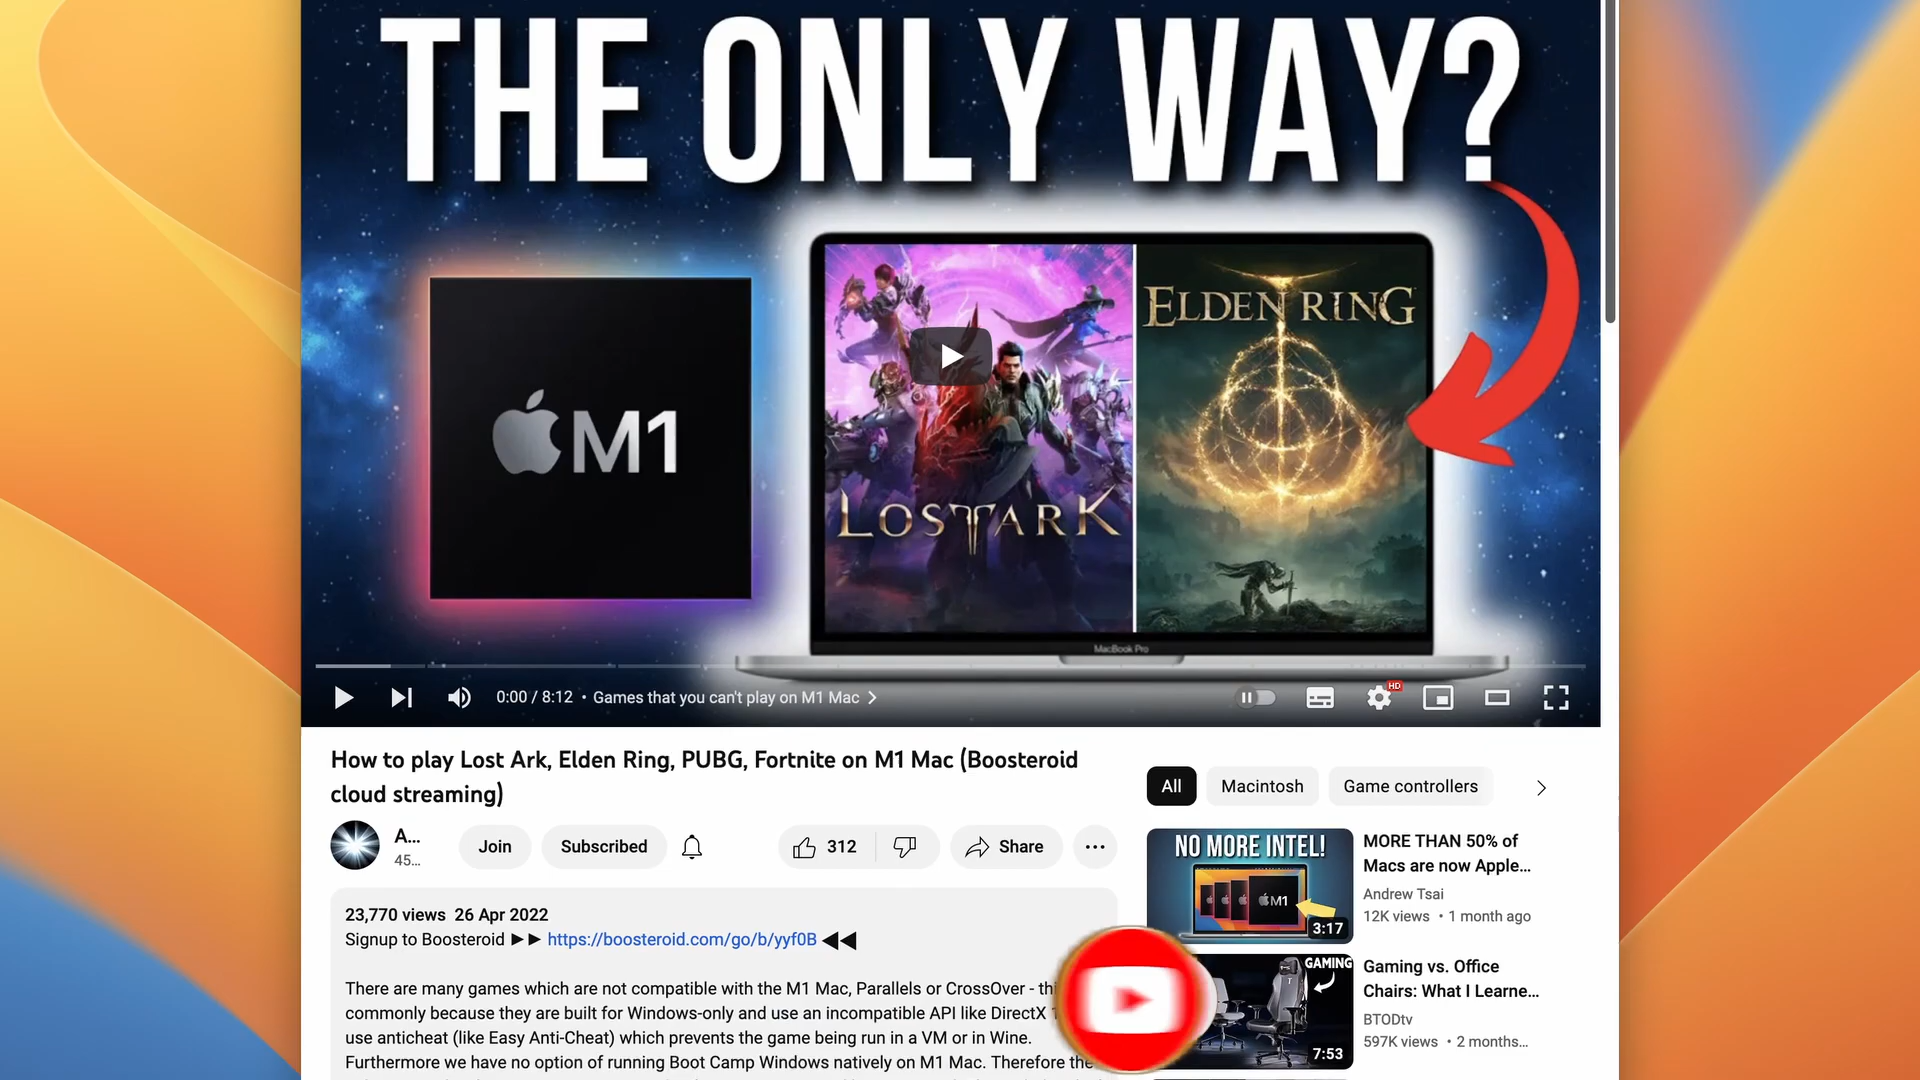 THE ONLY WAY?
M1
LOST ARK
ELDEN RING
MacBook Pro
0:00 / 8:12 • Games that you can't play on M1 Mac
HD
How to play Lost Ark, Elden Ring, PUBG, Fortnite on M1 Mac (Boosteroid
cloud streaming)
A...
45...
Join
Subscribed
312
Share
23,770 views 26 Apr 2022
Signup to Boosteroid ►► https://boosteroid.com/go/b/yyf0B ◀◀
There are many games which are not compatible with the M1 Mac, Parallels or CrossOver -
commonly because they are built for Windows-only and use an incompatible API like DirectX
use anticheat (like Easy Anti-Cheat) which prevents the game being run in a VM or in Wine.
Furthermore we have no option of running Boot Camp Windows natively on M1 Mac. Therefore the
All
Macintosh
Game controllers
NO MORE INTEL!
M1
3:17
MORE THAN 50% of
Macs are now Apple...
Andrew Tsai
12K views • 1 month ago
GAMING
7:53
Gaming vs. Office
Chairs: What I Learne...
BTODtv
597K views • 2 months...